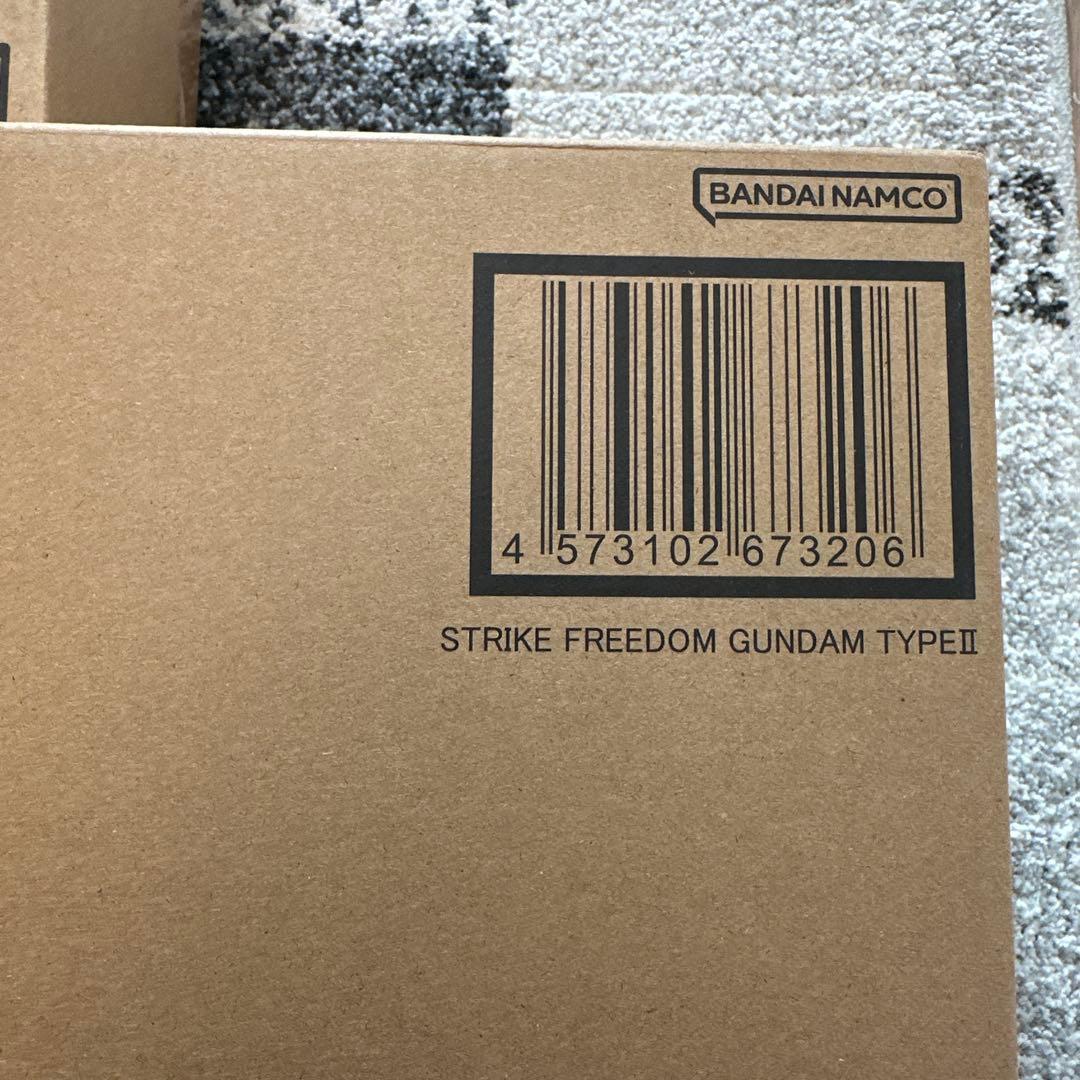 BANDAI NAMCO
4 573102 673206
STRIKE FREEDOM GUNDAM TYPEⅡ